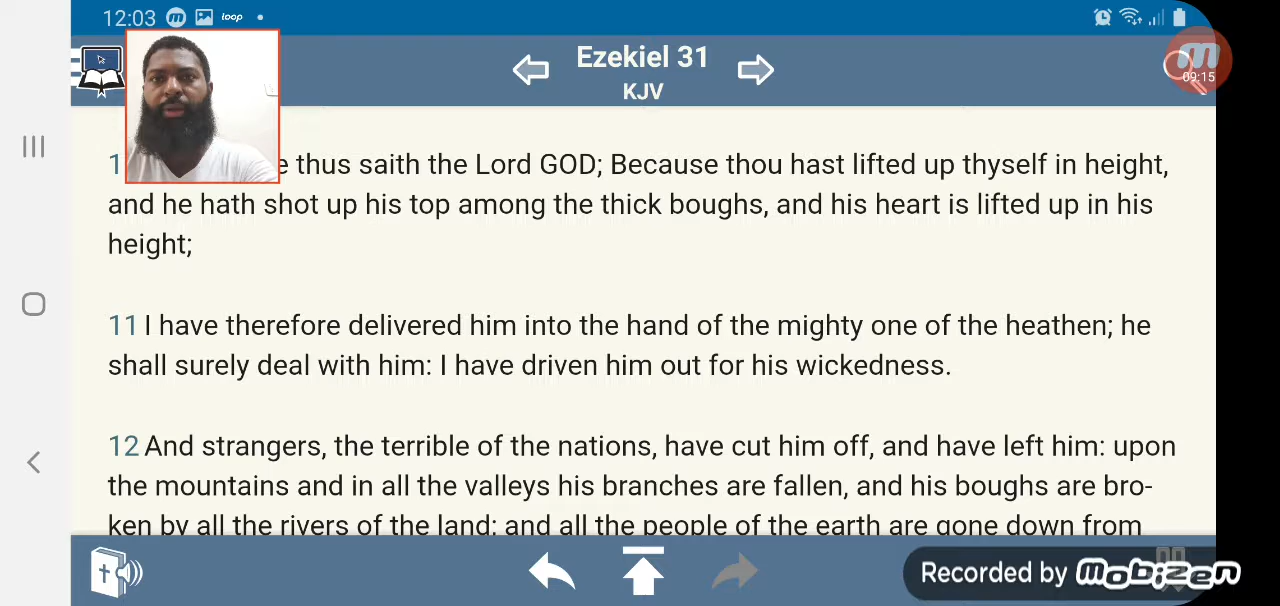 12:03 loop
Ezekiel 31
KJV
09:15
thus saith the Lord GOD; Because thou hast lifted up thyself in height,
and he hath shot up his top among the thick boughs, and his heart is lifted up in his
height;
11 I have therefore delivered him into the hand of the mighty one of the heathen; he
shall surely deal with him: I have driven him out for his wickedness.
12 And strangers, the terrible of the nations, have cut him off, and have left him: upon
the mountains and in all the valleys his branches are fallen, and his boughs are bro-
ken by all the rivers of the land; and all the people of the earth are gone down from
Recorded by mobizen